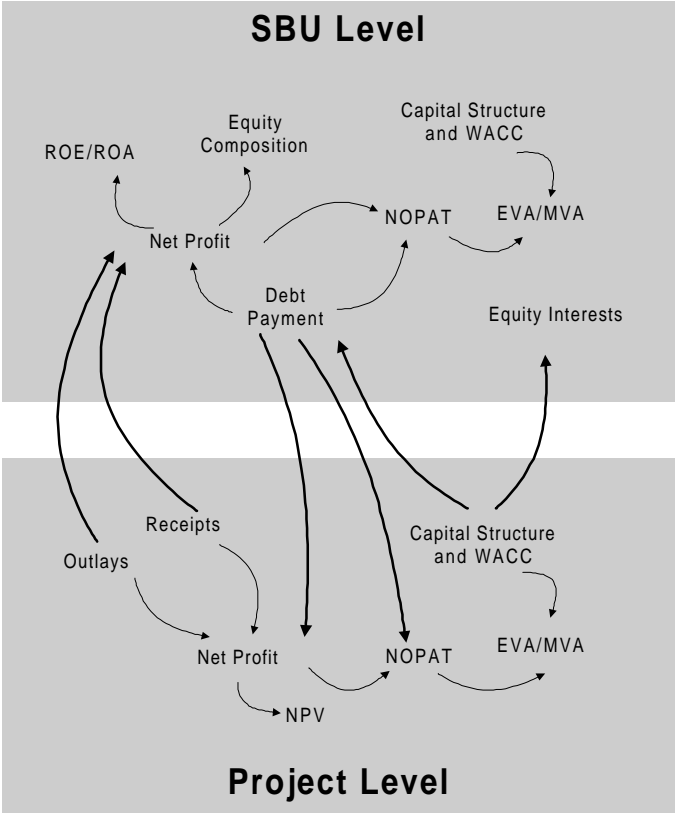 SBU Level
Capital Structure
and WACC
Equity
Composition
ROE/ROA
NOPAT
EVA/MVA
Net Profit
Debt
Payment
Equity Interests
Receipts
Capital Structure
and WACC
Outlays
Net Profit
NOPAT
EVA/MVA
NPV
Project Level